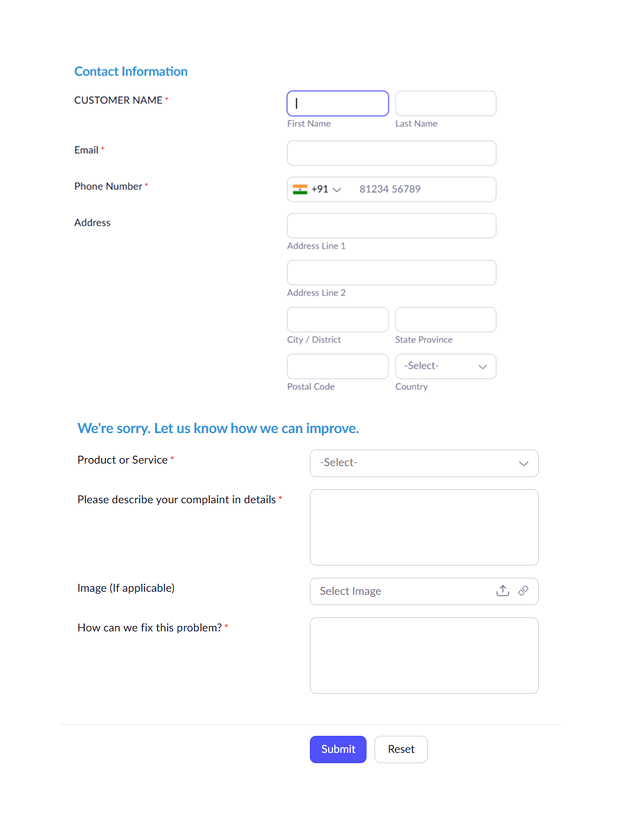 Contact Information
CUSTOMER NAME *
First Name Last Name
Email *
Phone Number * +91 81234 56789
Address
Address Line 1
Address Line 2
City / District State Province
-Select-
Postal Code Country
We're sorry. Let us know how we can improve.
Product or Service * -Select-
Please describe your complaint in details *
Image (If applicable) Select Image
How can we fix this problem? *
Submit Reset